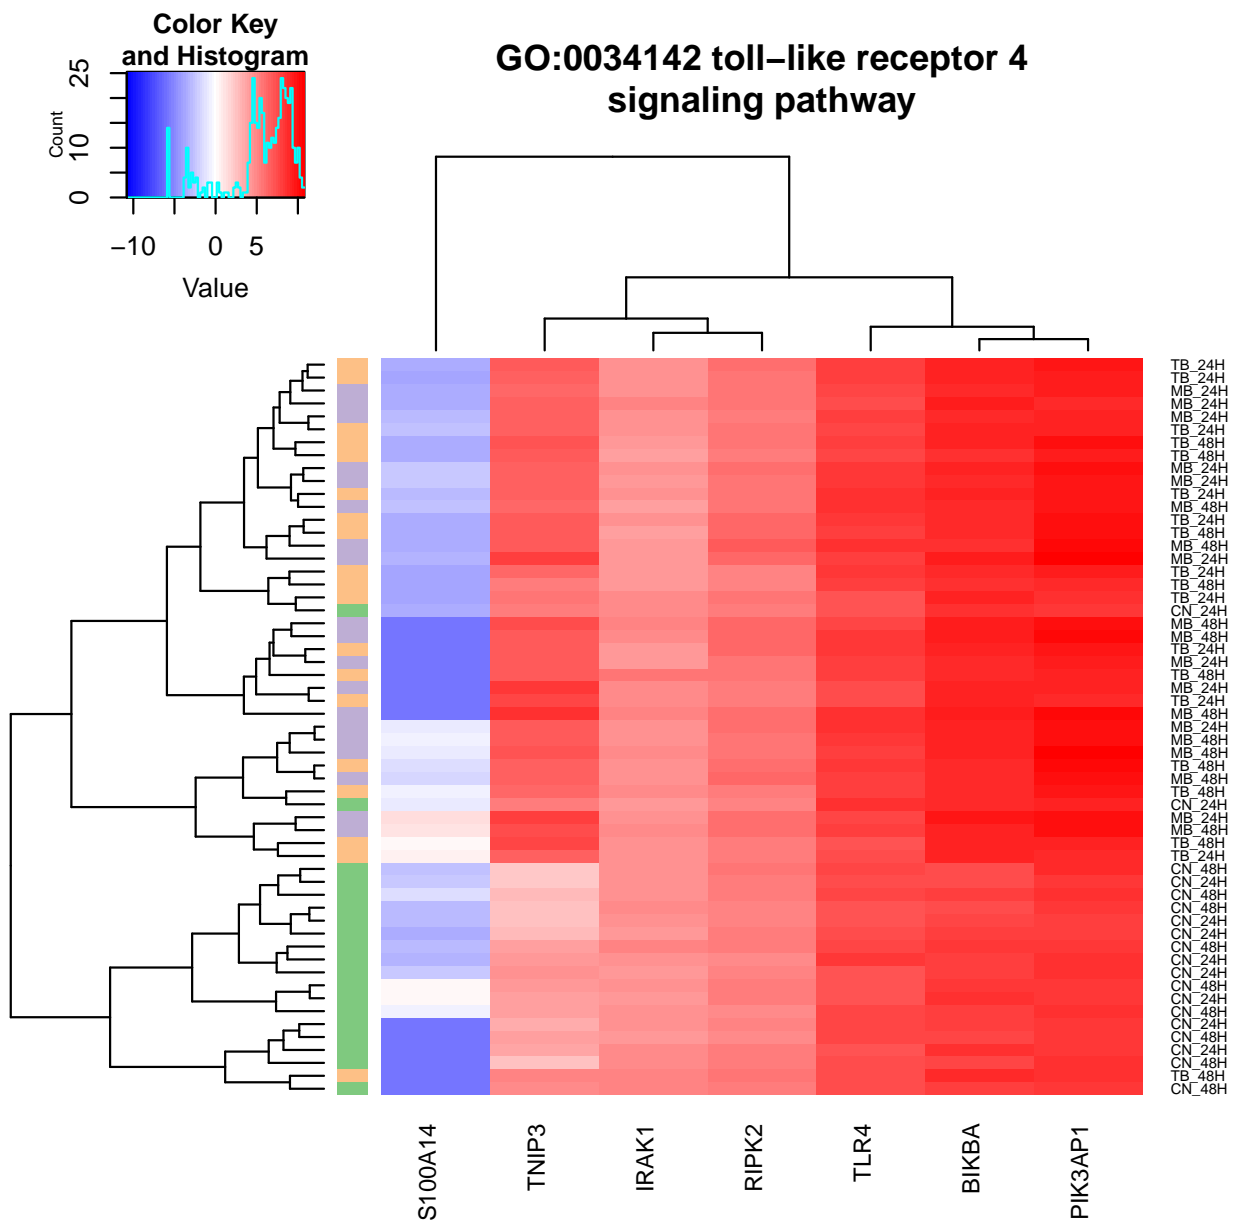 Color Key
and Histogram
GO:0034142 toll−like receptor 4
signaling pathway
Count
0
10
25
−10 0 5
Value
TB_24H
TB_24H
MB_24H
MB_24H
MB_24H
TB_24H
TB_48H
TB_48H
MB_24H
MB_24H
TB_24H
MB_48H
TB_24H
TB_48H
MB_48H
MB_24H
TB_24H
TB_48H
TB_24H
CN_24H
MB_48H
MB_48H
TB_24H
MB_24H
TB_48H
MB_24H
TB_24H
MB_48H
MB_24H
MB_48H
MB_48H
TB_48H
MB_48H
TB_48H
CN_24H
MB_24H
MB_48H
TB_48H
TB_24H
CN_48H
CN_24H
CN_48H
CN_48H
CN_24H
CN_24H
CN_48H
CN_24H
CN_24H
CN_48H
CN_24H
CN_48H
CN_24H
CN_48H
CN_24H
CN_48H
TB_48H
CN_48H
S100A14
TNIP3
IRAK1
RIPK2
TLR4
BIKBA
PIK3AP1